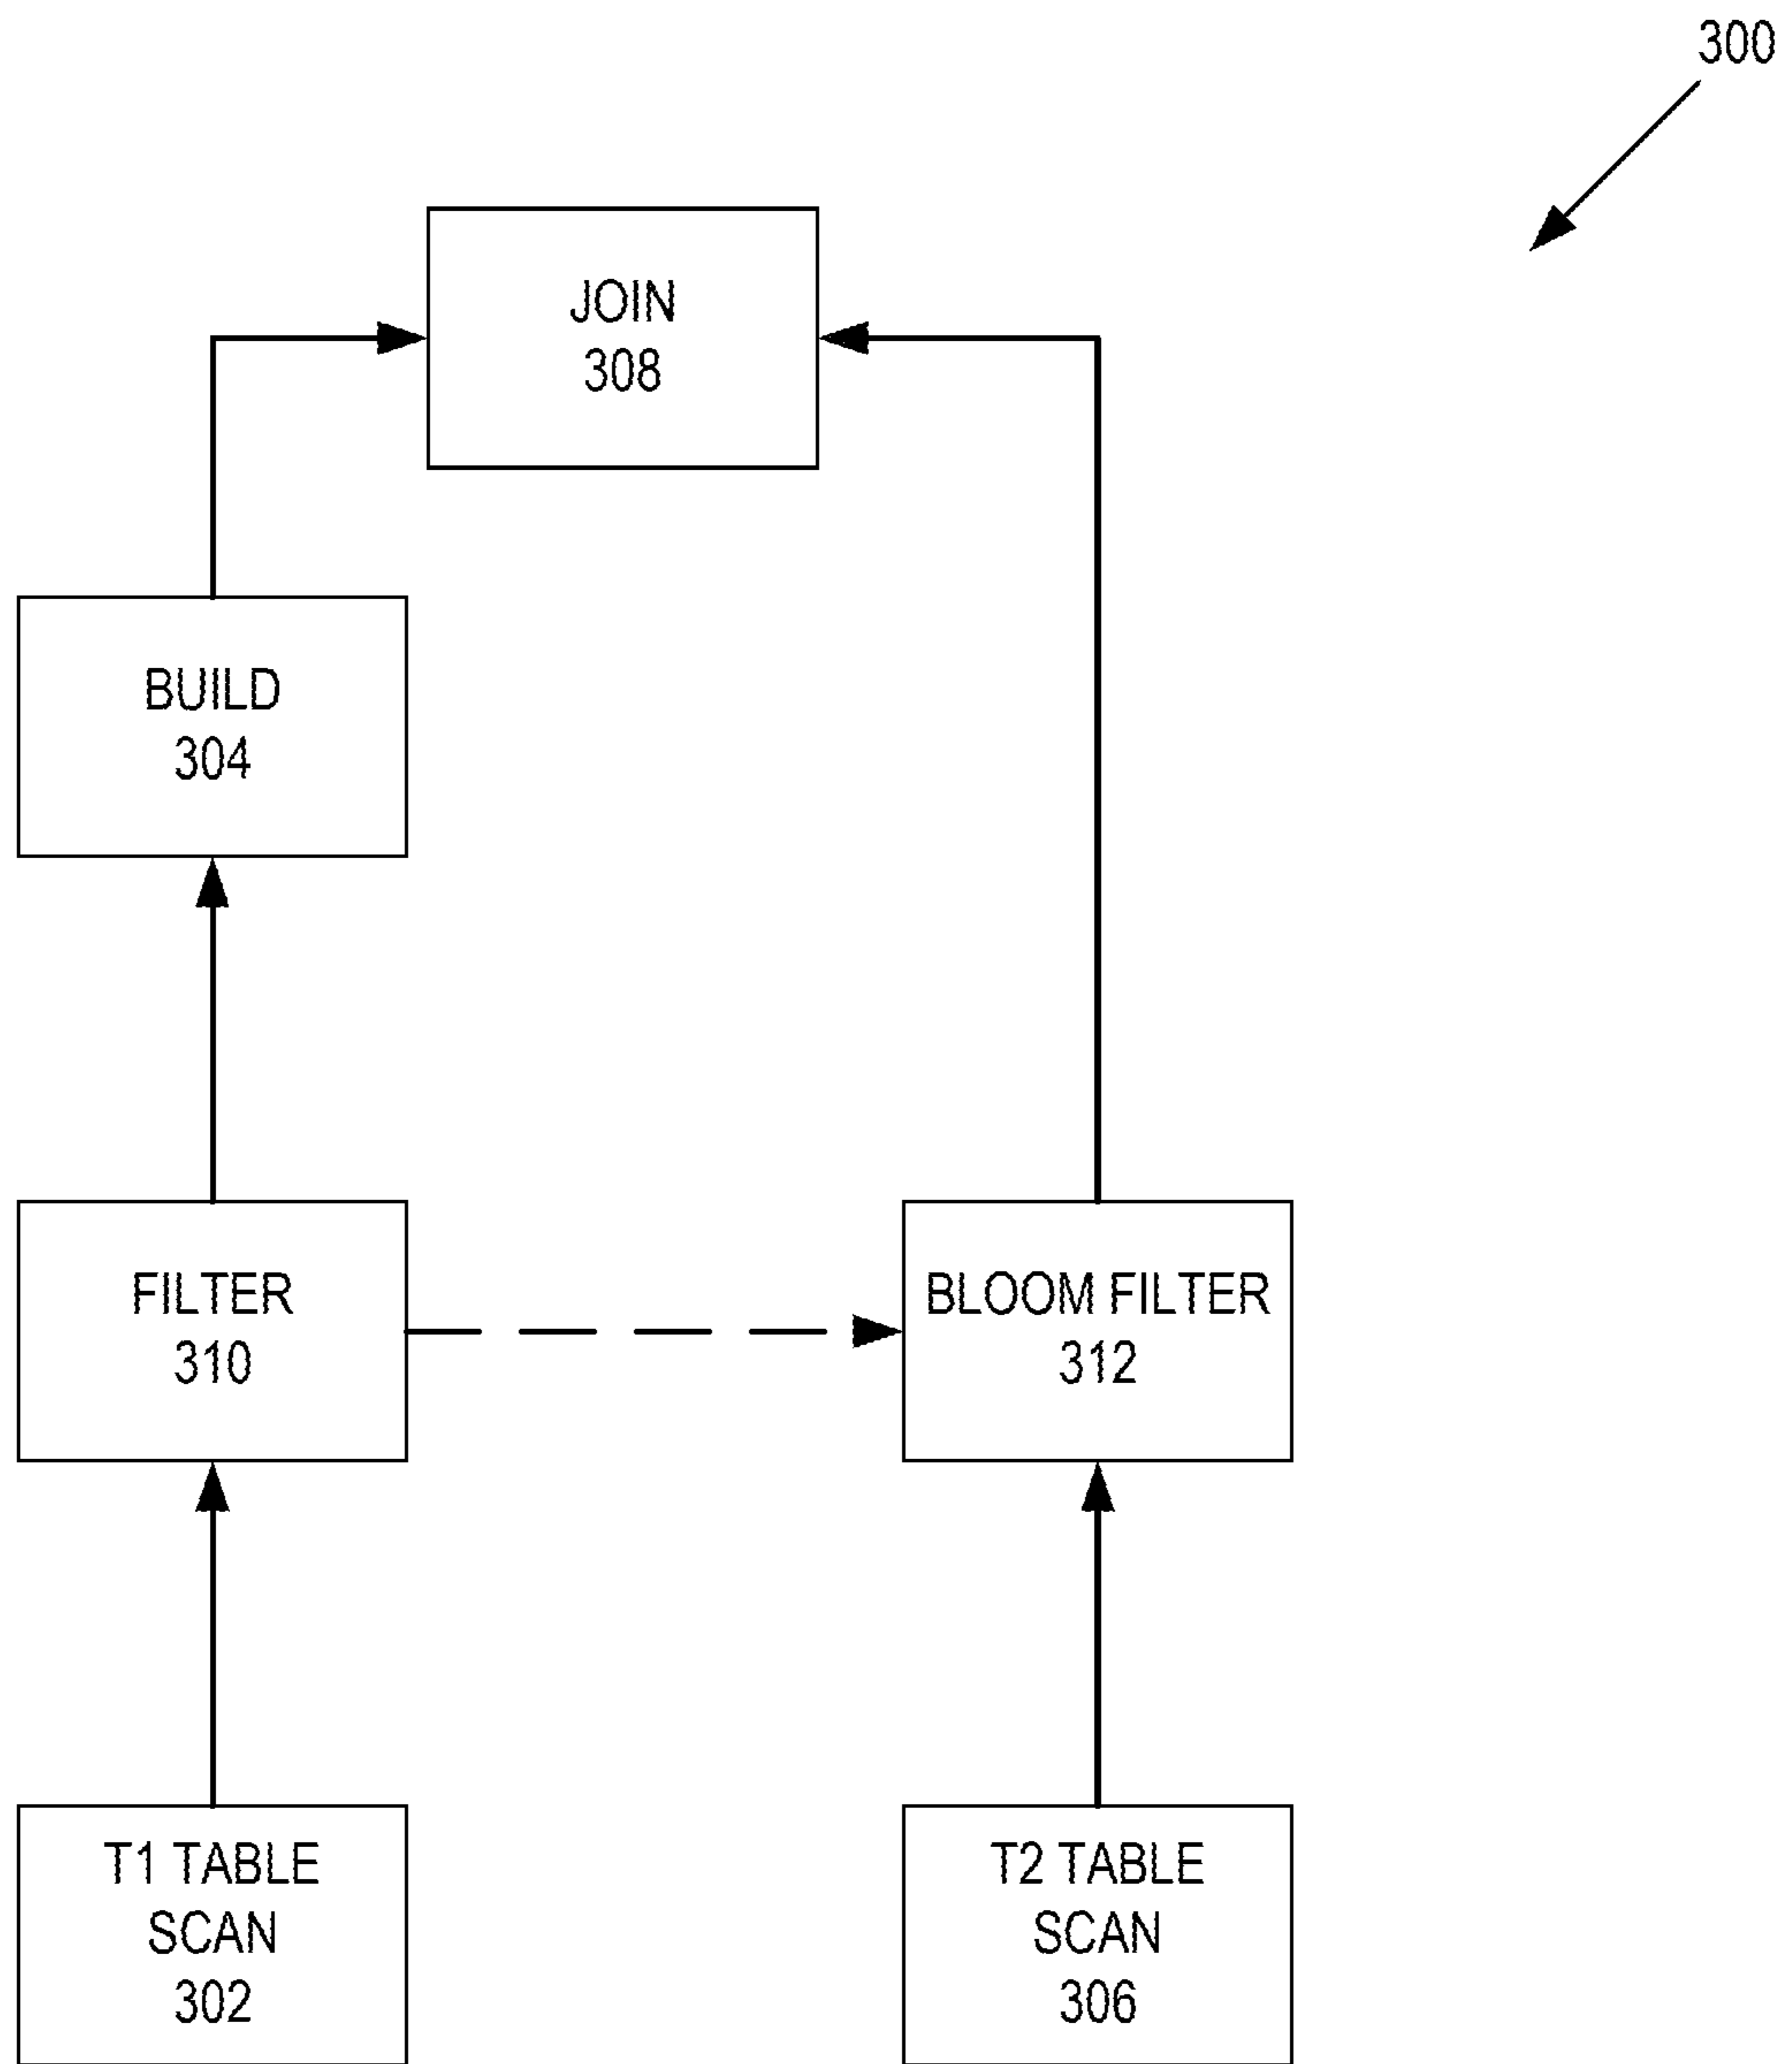 300
JOIN
308
BUILD
304
FILTER
310
BLOOM FILTER
312
T1 TABLE
SCAN
302
T2 TABLE
SCAN
306